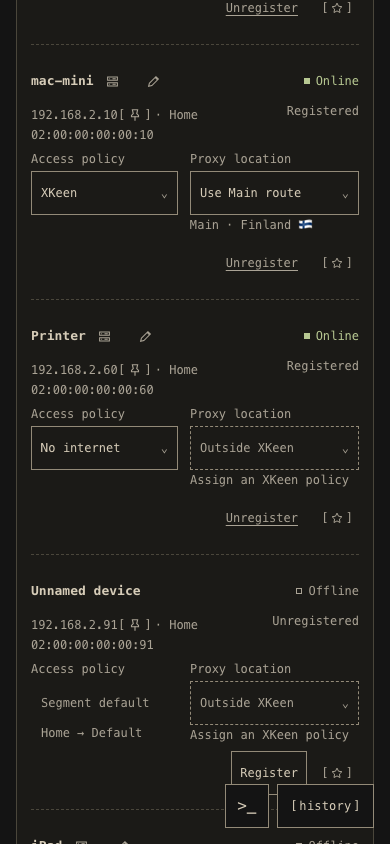 Unregister [☆]
mac-mini Online
192.168.2.10[ ]· Home Registered
02:00:00:00:00:10
Access policy Proxy location
XKeen Use Main route
Main · Finland 🇫🇮
Unregister [☆]
Printer Online
192.168.2.60[ ]· Home Registered
02:00:00:00:00:60
Access policy Proxy location
No internet Outside XKeen
Assign an XKeen policy
Unregister [☆]
Unnamed device Offline
192.168.2.91[ ]· Home Unregistered
02:00:00:00:00:91
Access policy Proxy location
Segment default Outside XKeen
Home → Default Assign an XKeen policy
Register [☆]
>_ [history]
iPad Offline